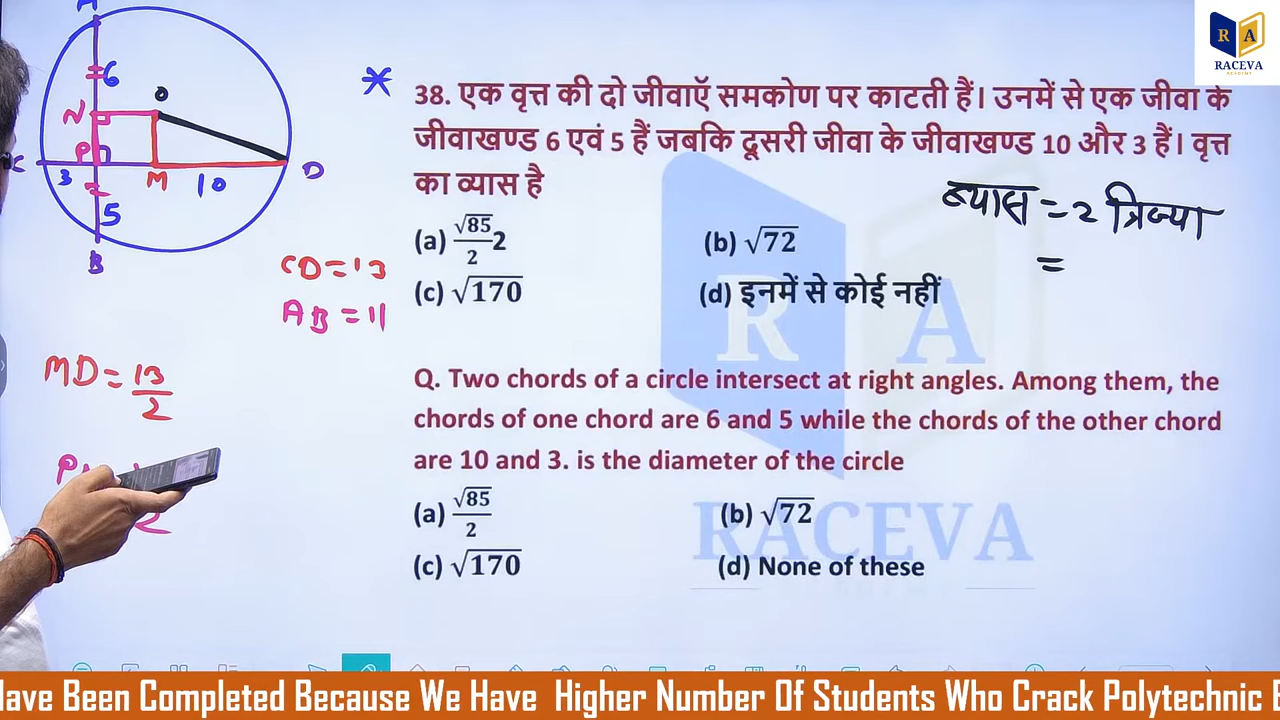 RA
RACEVA
ACADEMY
A
6
O
N
C
P
3
M
10
D
5
B
CD=13
AB=11
MD=13/2
2
38. एक वृत्त की दो जीवाऍ समकोण पर काटती हैं। उनमें से एक जीवा के
जीवाखण्ड 6 एवं 5 हैं जबकि दूसरी जीवा के जीवाखण्ड 10 और 3 हैं। वृत्त
का व्यास है
व्यास = 2 त्रिज्या
=
(a) √85/2 2
(b) √72
(c) √170
(d) इनमें से कोई नहीं
RA
Q. Two chords of a circle intersect at right angles. Among them, the
chords of one chord are 6 and 5 while the chords of the other chord
are 10 and 3. is the diameter of the circle
(a) √85/2
(b) √72
RACEVA
(c) √170
(d) None of these
Have Been Completed Because We Have Higher Number Of Students Who Crack Polytechnic